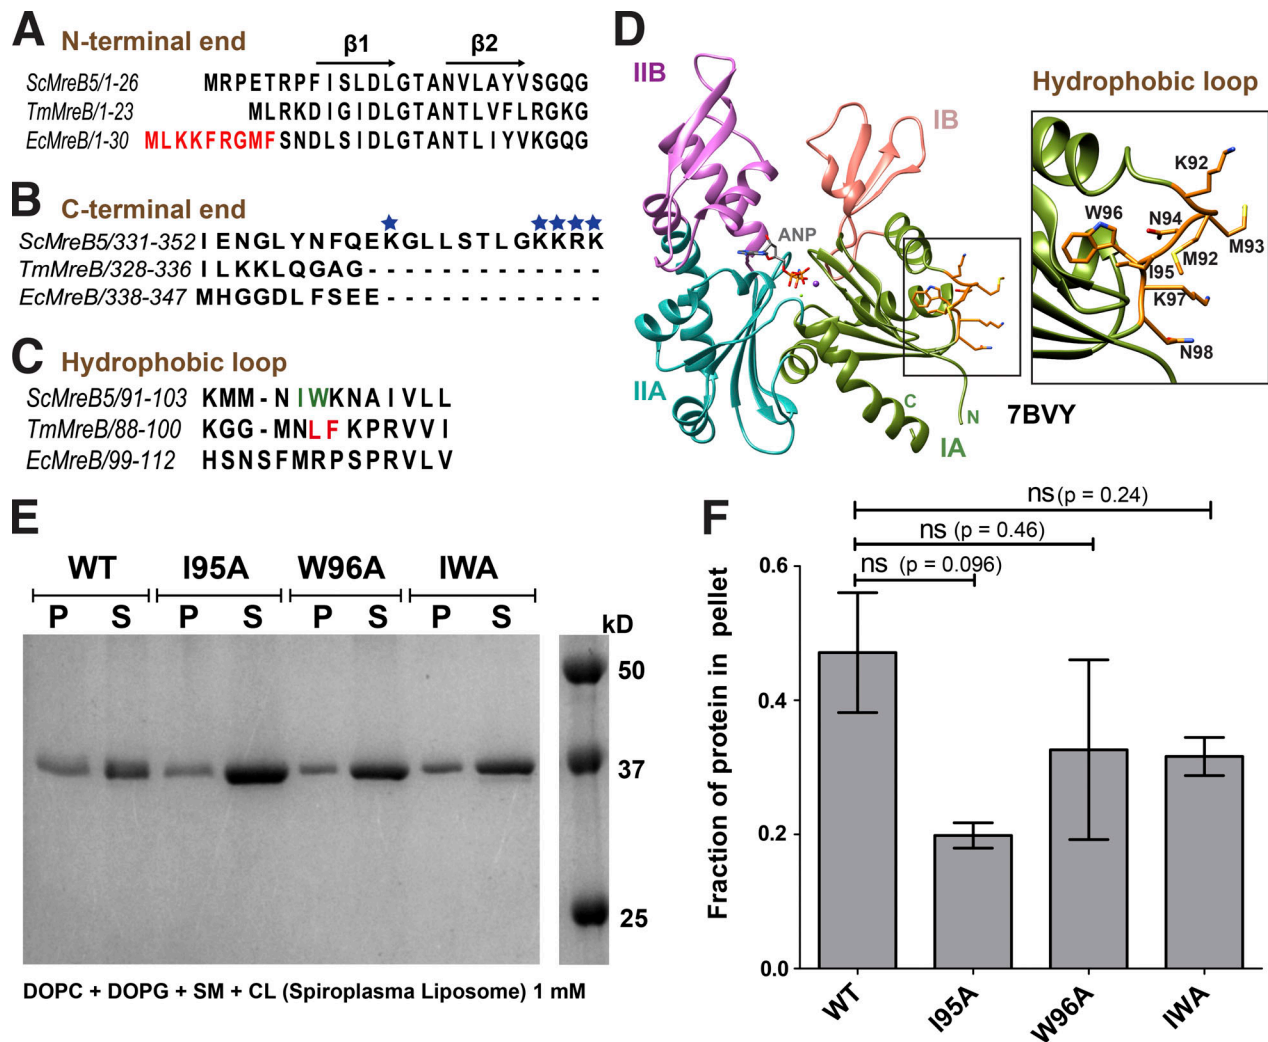 A N-terminal end
β1 β2
ScMreB5/1-26 MRPETRPFISLDLGTANVLAYVSGQG
TmMreB/1-23 MLRKDIGIDLGTANTLVFLRGKG
EcMreB/1-30 MLKKFRGMFSNDLSIDLGTANTLIYVKGQG
B C-terminal end
ScMreB5/331-352 IENGLYNFQEKGLLSTLGKKRK
TmMreB/328-336 ILKKLQGAG-------------
EcMreB/338-347 MHGGDLFSEE------------
C Hydrophobic loop
ScMreB5/91-103 KMM-NIWKNAIVLL
TmMreB/88-100 KGG-MNLFKPRVVI
EcMreB/99-112 HSNSFMRPSPRVLV
D
IIB
IB
ANP
IIA
C
N
IA
7BVY
Hydrophobic loop
K92
W96
N94
M93
M92
I95
K97
N98
E
WT I95A W96A IWA
P S P S P S P S
kD
50
37
25
DOPC + DOPG + SM + CL (Spiroplasma Liposome) 1 mM
F
ns (p = 0.24)
ns (p = 0.46)
ns (p = 0.096)
Fraction of protein in pellet
0.6
0.4
0.2
0.0
WT
I95A
W96A
IWA